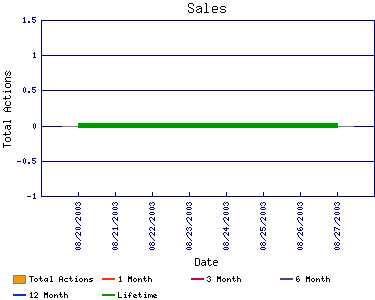 Sales
1.5
1
0.5
0
-0.5
-1
Total Actions
08/20/2003
08/21/2003
08/22/2003
08/23/2003
08/24/2003
08/25/2003
08/26/2003
08/27/2003
Date
Total Actions 1 Month 3 Month 6 Month
12 Month Lifetime